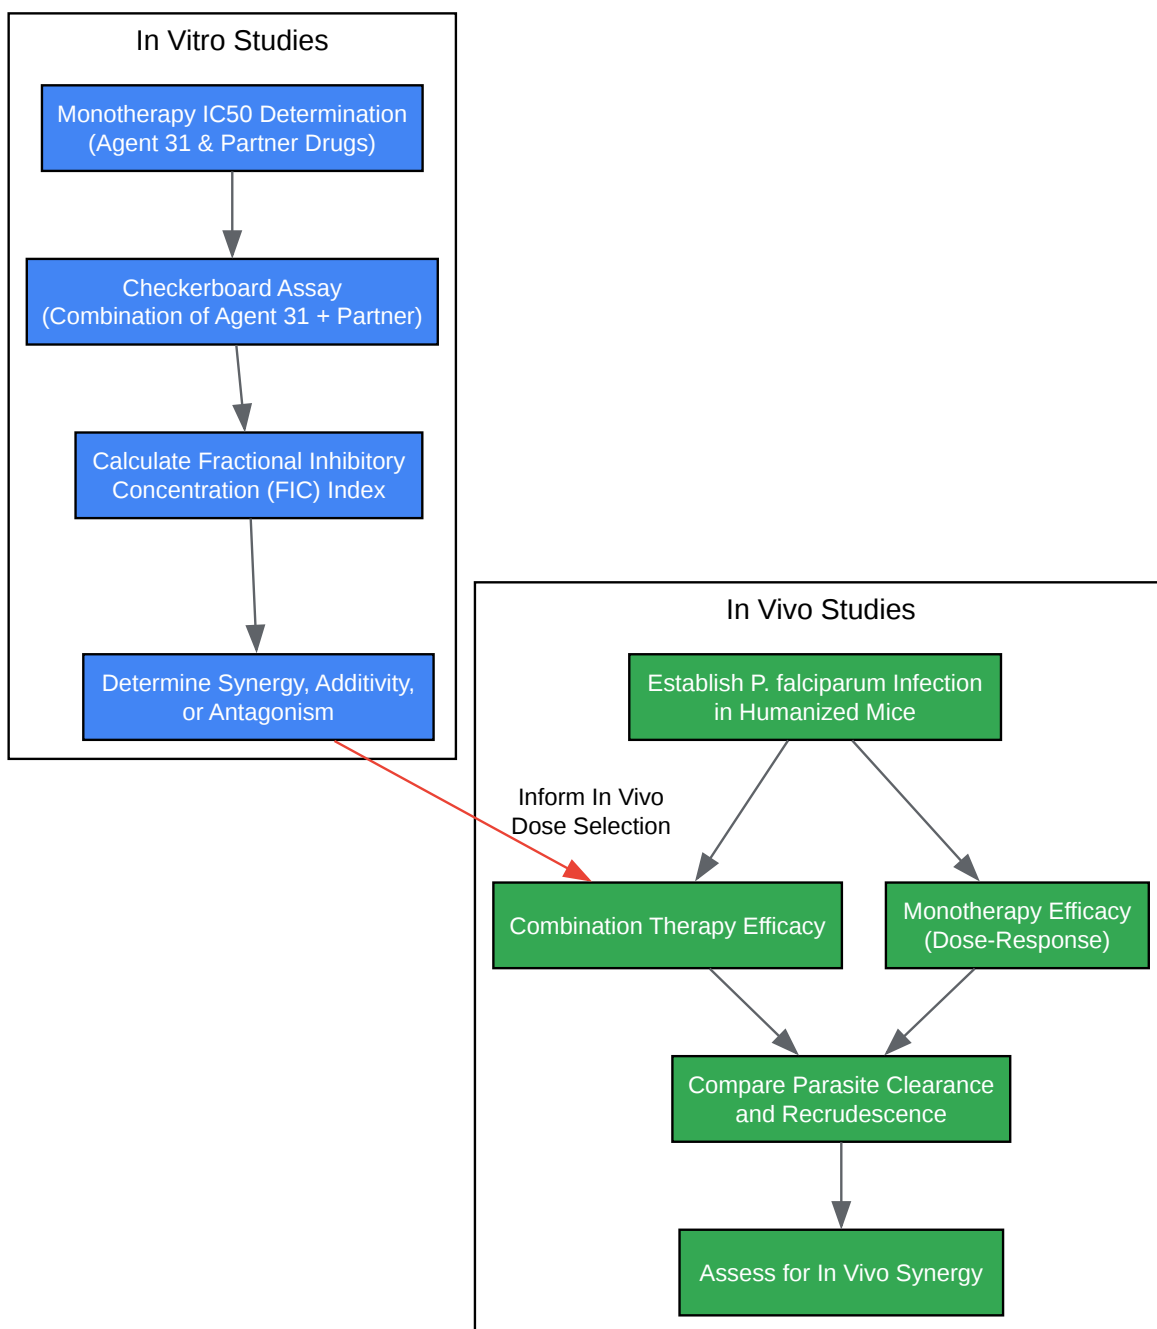 In Vitro Studies
Monotherapy IC50 Determination
(Agent 31 & Partner Drugs)
Checkerboard Assay
(Combination of Agent 31 + Partner)
Calculate Fractional Inhibitory
Concentration (FIC) Index
Determine Synergy, Additivity,
or Antagonism
In Vivo Studies
Establish P. falciparum Infection
in Humanized Mice
Inform In Vivo
Dose Selection
Combination Therapy Efficacy
Monotherapy Efficacy
(Dose-Response)
Compare Parasite Clearance
and Recrudescence
Assess for In Vivo Synergy